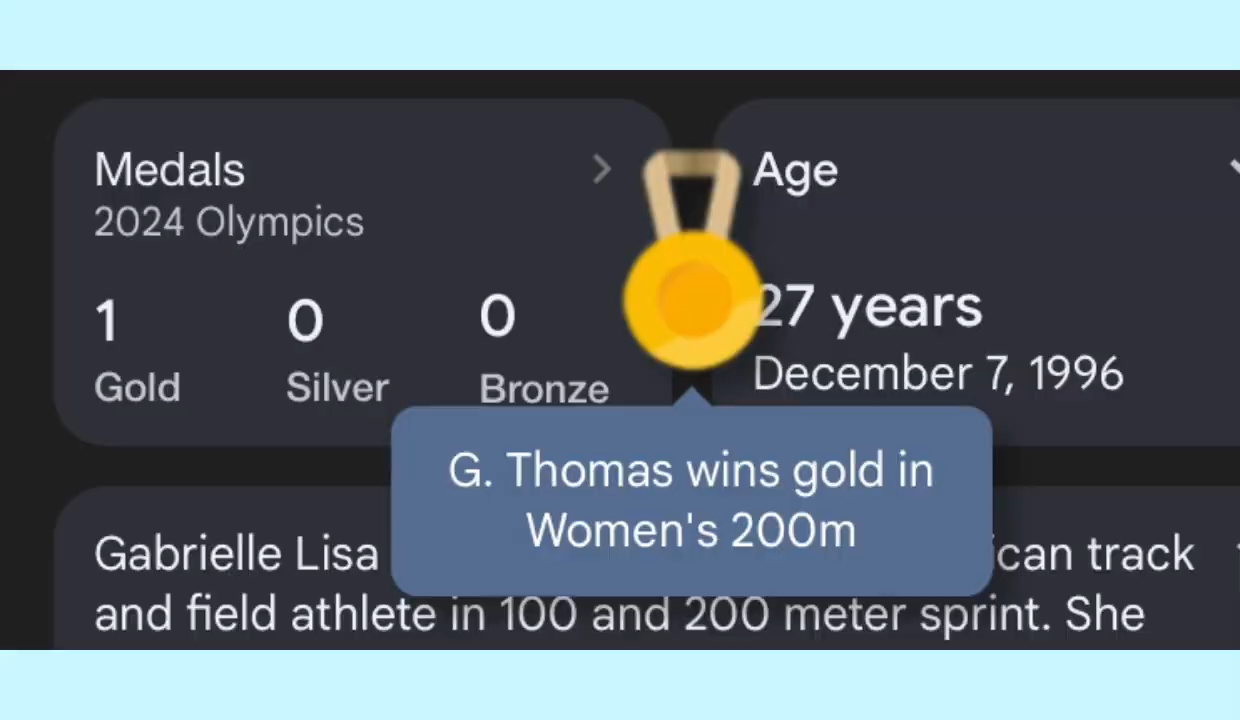 Medals
2024 Olympics
1
Gold
0
Silver
0
Bronze
Age
27 years
December 7, 1996
G. Thomas wins gold in
Women's 200m
Gabrielle Lisa ican track
and field athlete in 100 and 200 meter sprint. She